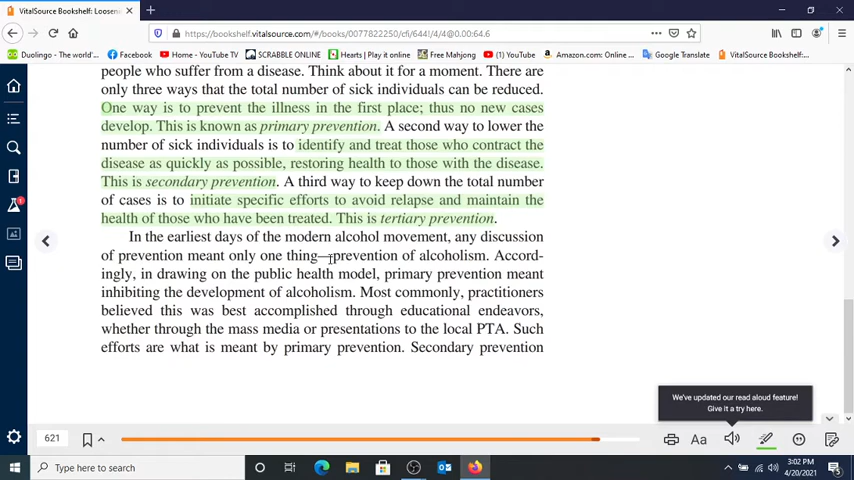 VitalSource Bookshelf: Loosene
https://bookshelf.vitalsource.com/#/books/0077822220/cfi/644!/4/4@0.00:64.6
Duolingo - The world'...
Facebook
Home - YouTube TV
SCRABBLE ONLINE
Hearts | Play it online
Free Mahjong
(1) YouTube
Amazon.com: Online...
Google Translate
VitalSource Bookshelf:...
people who suffer from a disease. Think about it for a moment. There are
only three ways that the total number of sick individuals can be reduced.
One way is to prevent the illness in the first place; thus no new cases
develop. This is known as primary prevention. A second way to lower the
number of sick individuals is to identify and treat those who contract the
disease as quickly as possible, restoring health to those with the disease.
This is secondary prevention. A third way to keep down the total number
of cases is to initiate specific efforts to avoid relapse and maintain the
health of those who have been treated. This is tertiary prevention.
In the earliest days of the modern alcohol movement, any discussion
of prevention meant only one thing—prevention of alcoholism. Accord-
ingly, in drawing on the public health model, primary prevention meant
inhibiting the development of alcoholism. Most commonly, practitioners
believed this was best accomplished through educational endeavors,
whether through the mass media or presentations to the local PTA. Such
efforts are what is meant by primary prevention. Secondary prevention
We've updated our read aloud feature!
Give it a try here.
621
Aa
Type here to search
3:02 PM
4/20/2021